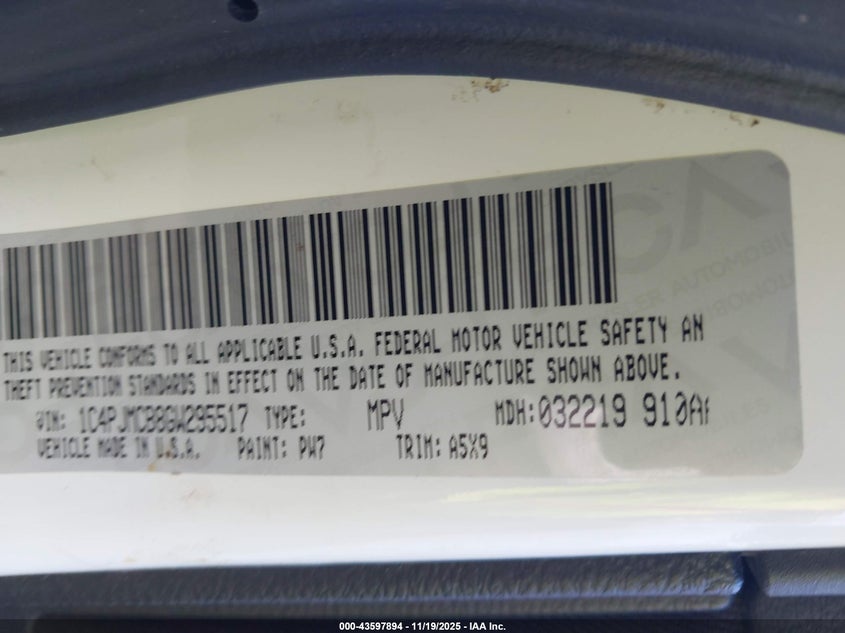 THIS VEHICLE CONFORMS TO ALL APPLICABLE U.S.A. FEDERAL MOTOR VEHICLE SAFETY AN
THEFT PREVENTION STANDARDS IN EFFECT ON THE DATE OF MANUFACTURE SHOWN ABOVE.
VIN: 1C4PJMCB8GW295517 TYPE: MPV MDH:032219 910AA
VEHICLE MADE IN U.S.A. PAINT: PW7 TRIM: A5X9
000-43597894 - 11/19/2025 - IAA Inc.